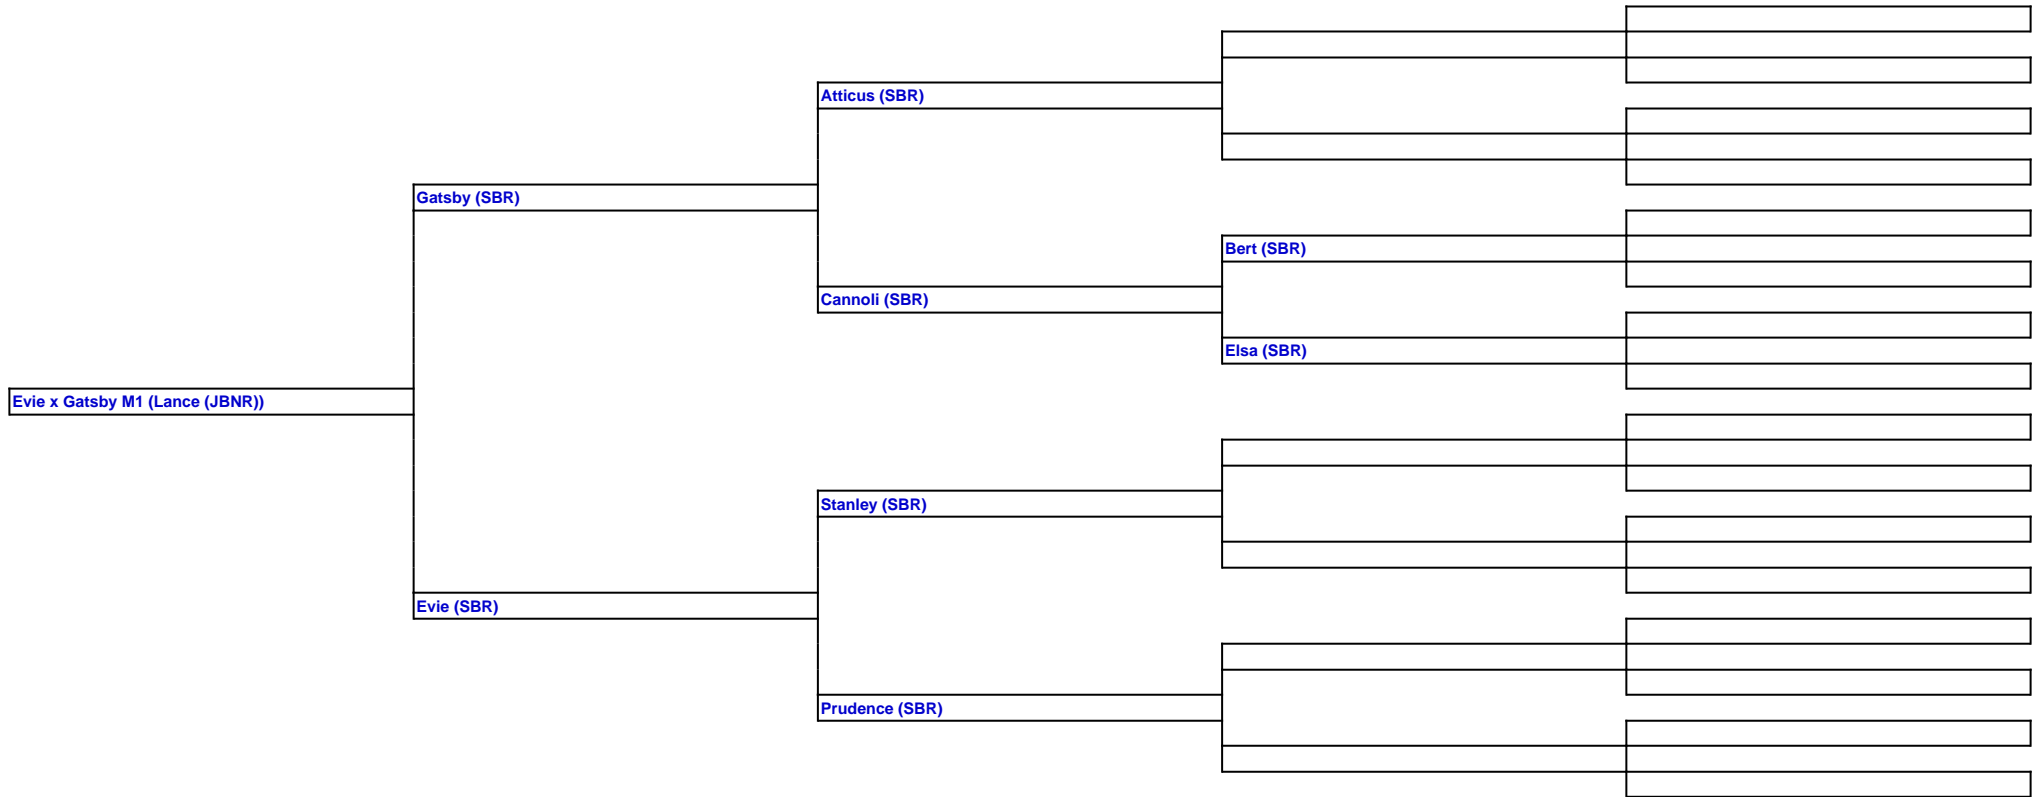 Atticus (SBR)
Gatsby (SBR)
Bert (SBR)
Cannoli (SBR)
Elsa (SBR)
Evie x Gatsby M1 (Lance (JBNR))
Stanley (SBR)
Evie (SBR)
Prudence (SBR)